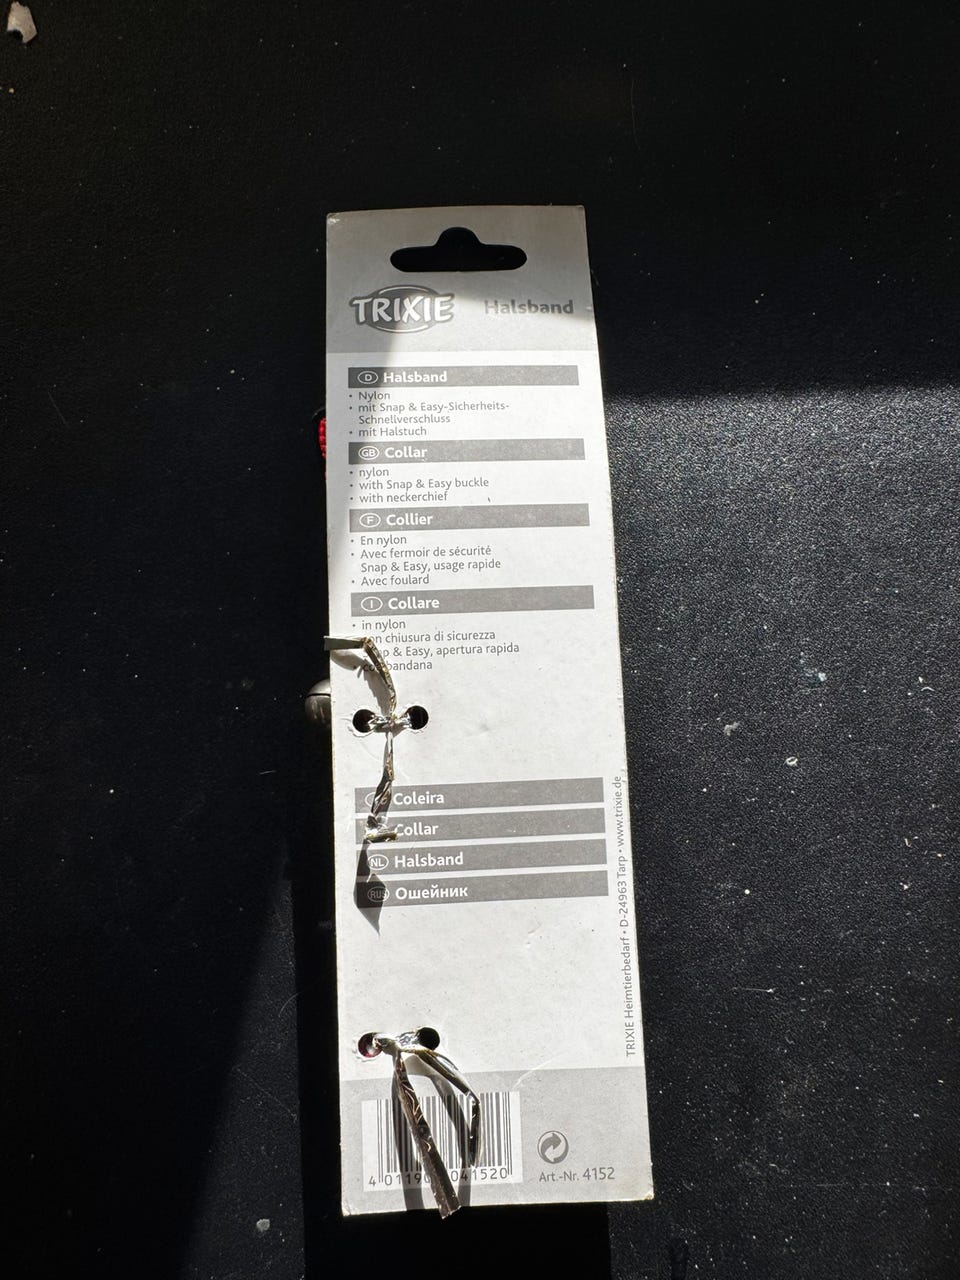 TRIXIE Halsband
D Halsband
• Nylon
• mit Snap & Easy-Sicherheits-
Schnellverschluss
• mit Halstuch
GB Collar
• nylon
• with Snap & Easy buckle
• with neckerchief
F Collier
• En nylon
• Avec fermoir de sécurité
Snap & Easy, usage rapide
• Avec foulard
I Collare
• in nylon
chiusura di sicurezza
& Easy, apertura rapida
bandana
Coleira
Collar
NL Halsband
RUS Ошейник
TRIXIE Heimtierbedarf • D-24963 Tarp • www.trixie.de
Art.-Nr. 4152